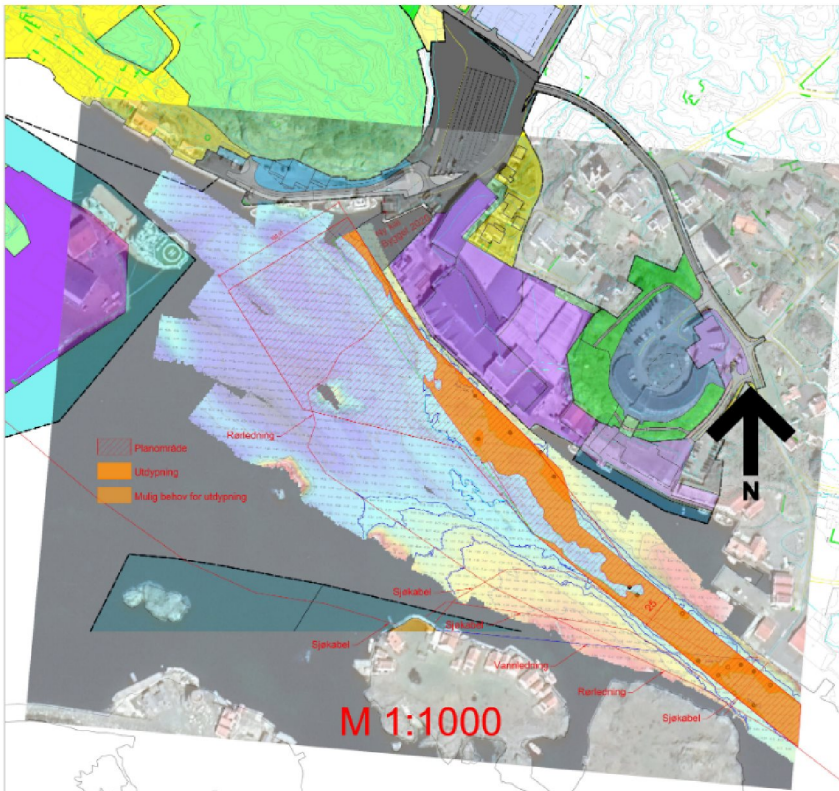 Rørledning
Planområde
Utdypning
Mulig behov for utdypning
N
25
Sjøkabel
Sjøkabel
Sjøkabel
Vannledning
Rørledning
Sjøkabel
M 1:1000